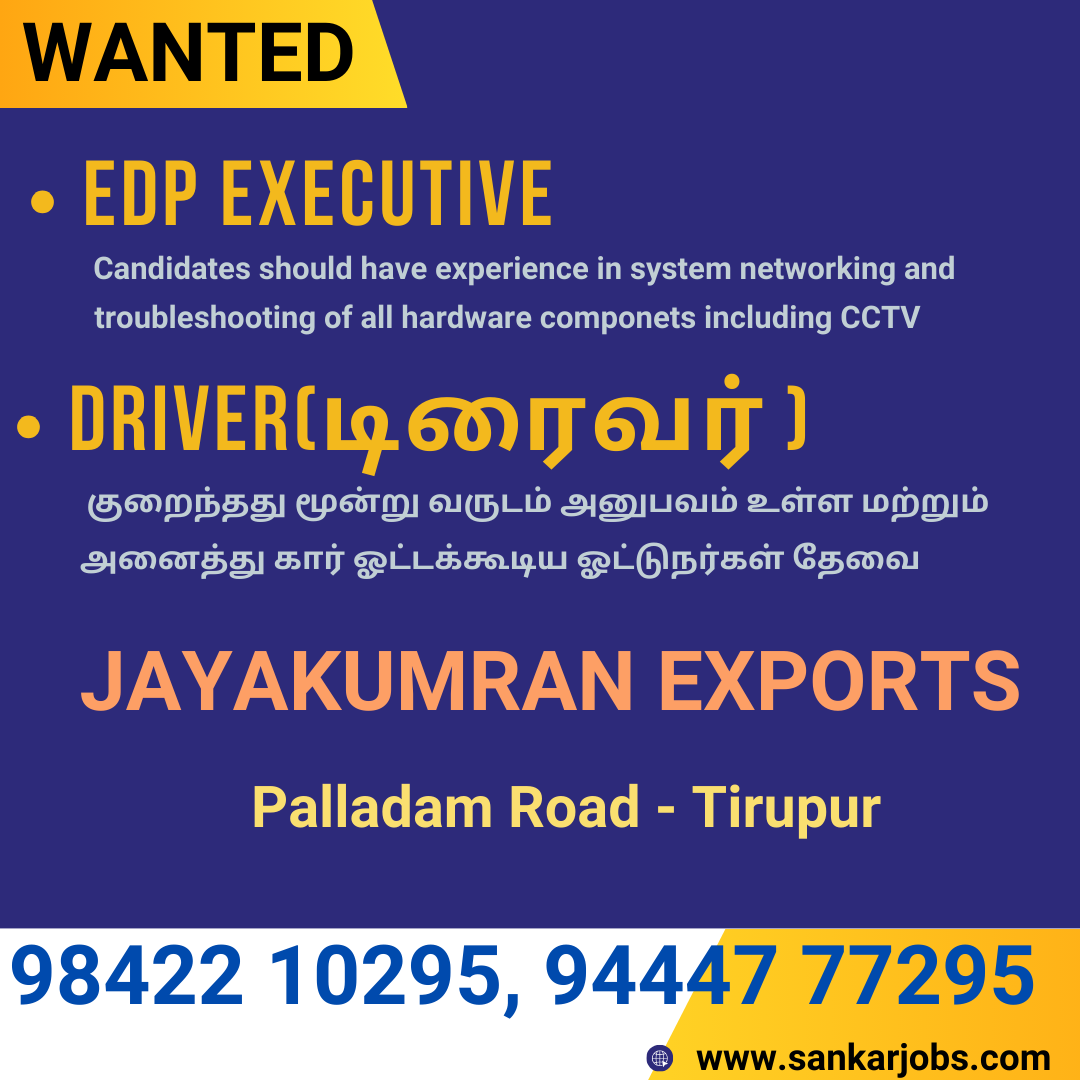 WANTED
• EDP EXECUTIVE
Candidates should have experience in system networking and
troubleshooting of all hardware componets including CCTV
• DRIVER(டிரைவர் )
குறைந்தது மூன்று வருடம் அனுபவம் உள்ள மற்றும்
அனைத்து கார் ஓட்டக்கூடிய ஓட்டுநர்கள் தேவை
JAYAKUMRAN EXPORTS
Palladam Road - Tirupur
98422 10295, 94447 77295
www.sankarjobs.com